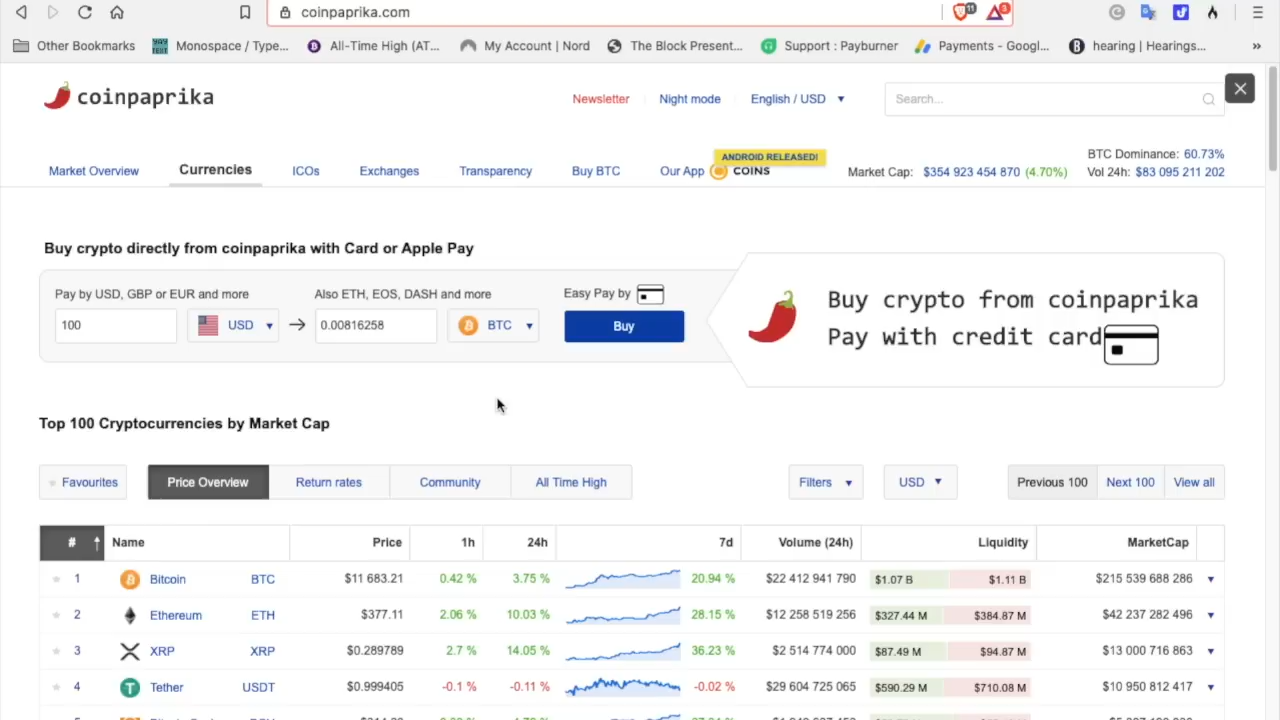 coinpaprika.com
11
3
Other Bookmarks
Monospace / Type...
All-Time High (AT...
My Account | Nord
The Block Present...
Support : Payburner
Payments - Googl...
hearing | Hearings...
»
coinpaprika
Newsletter
Night mode
English / USD
Search...
Market Overview
Currencies
ICOs
Exchanges
Transparency
Buy BTC
Our App
ANDROID RELEASED!
COINS
Market Cap: $354 923 454 870 (4.70%)
BTC Dominance: 60.73%
Vol 24h: $83 095 211 202
Buy crypto directly from coinpaprika with Card or Apple Pay
Pay by USD, GBP or EUR and more
Also ETH, EOS, DASH and more
Easy Pay by
100
USD
0.00816258
BTC
Buy
Buy crypto from coinpaprika
Pay with credit card
Top 100 Cryptocurrencies by Market Cap
Favourites
Price Overview
Return rates
Community
All Time High
Filters
USD
Previous 100
Next 100
View all
# Name Price 1h 24h 7d Volume (24h) Liquidity MarketCap
1 Bitcoin BTC $11 683.21 0.42 % 3.75 % 20.94 % $22 412 941 790 $1.07 B $1.11 B $215 539 688 286
2 Ethereum ETH $377.11 2.06 % 10.03 % 28.15 % $12 258 519 256 $327.44 M $384.87 M $42 237 282 496
3 XRP XRP $0.289789 2.7 % 14.05 % 36.23 % $2 514 774 000 $87.49 M $94.87 M $13 000 716 863
4 Tether USDT $0.999405 -0.1 % -0.11 % -0.02 % $29 604 725 065 $590.29 M $710.08 M $10 950 812 417